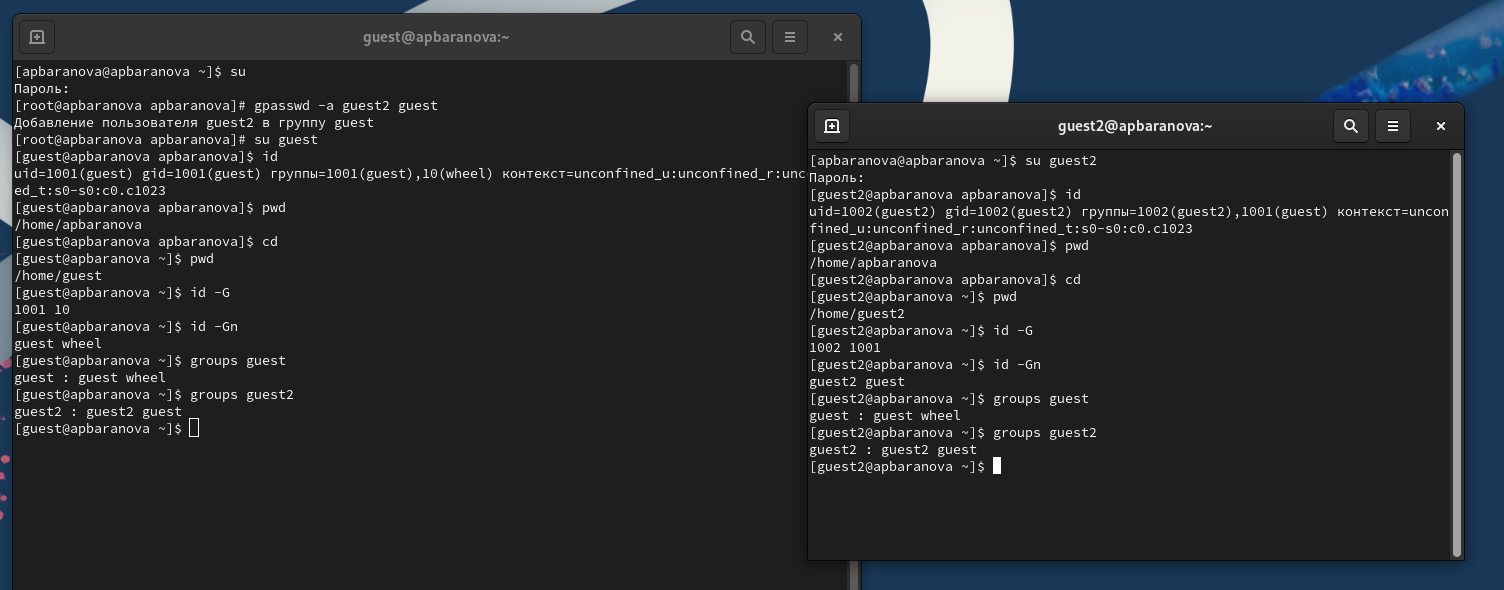 guest@apbaranova:~
[apbaranova@apbaranova ~]$ su
Пароль:
[root@apbaranova apbaranova]# gpasswd -a guest2 guest
Добавление пользователя guest2 в группу guest
[root@apbaranova apbaranova]# su guest
[guest@apbaranova apbaranova]$ id
uid=1001(guest) gid=1001(guest) группы=1001(guest),10(wheel) контекст=unconfined_u:unconfined_r:unc
ed_t:s0-s0:c0.c1023
[guest@apbaranova apbaranova]$ pwd
/home/apbaranova
[guest@apbaranova apbaranova]$ cd
[guest@apbaranova ~]$ pwd
/home/guest
[guest@apbaranova ~]$ id -G
1001 10
[guest@apbaranova ~]$ id -Gn
guest wheel
[guest@apbaranova ~]$ groups guest
guest : guest wheel
[guest@apbaranova ~]$ groups guest2
guest2 : guest2 guest
[guest@apbaranova ~]$
guest2@apbaranova:~
[apbaranova@apbaranova ~]$ su guest2
Пароль:
[guest2@apbaranova apbaranova]$ id
uid=1002(guest2) gid=1002(guest2) группы=1002(guest2),1001(guest) контекст=uncon
fined_u:unconfined_r:unconfined_t:s0-s0:c0.c1023
[guest2@apbaranova apbaranova]$ pwd
/home/apbaranova
[guest2@apbaranova apbaranova]$ cd
[guest2@apbaranova ~]$ pwd
/home/guest2
[guest2@apbaranova ~]$ id -G
1002 1001
[guest2@apbaranova ~]$ id -Gn
guest2 guest
[guest2@apbaranova ~]$ groups guest
guest : guest wheel
[guest2@apbaranova ~]$ groups guest2
guest2 : guest2 guest
[guest2@apbaranova ~]$